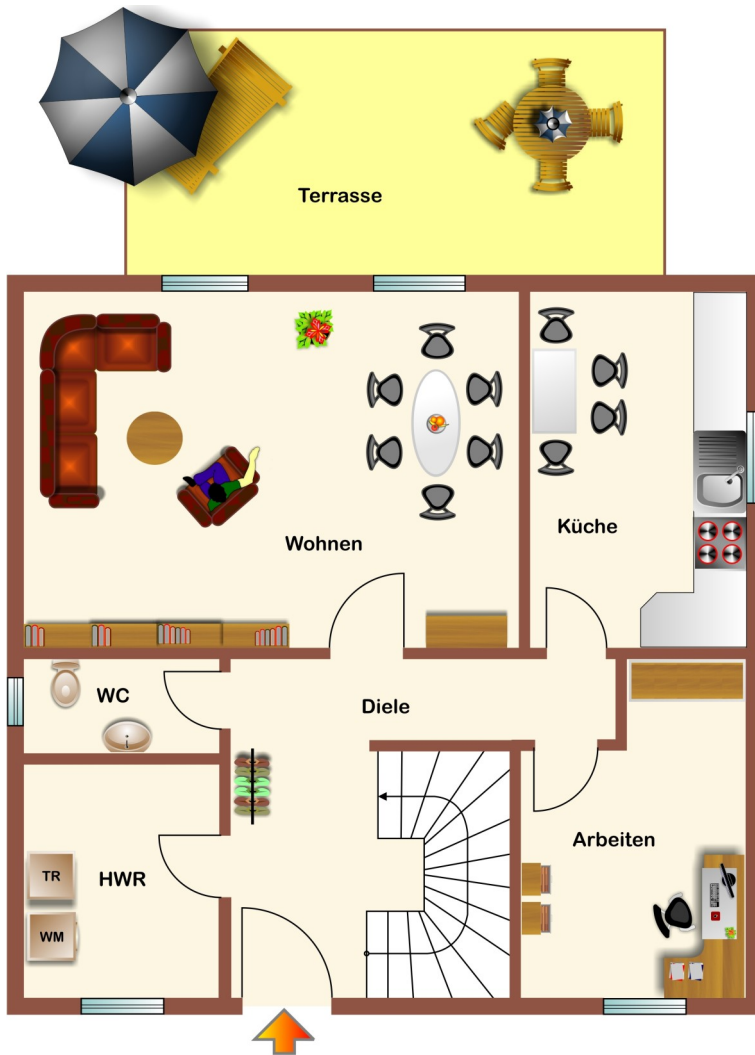 Terrasse
Küche
Wohnen
WC
Diele
Arbeiten
TR
HWR
WM